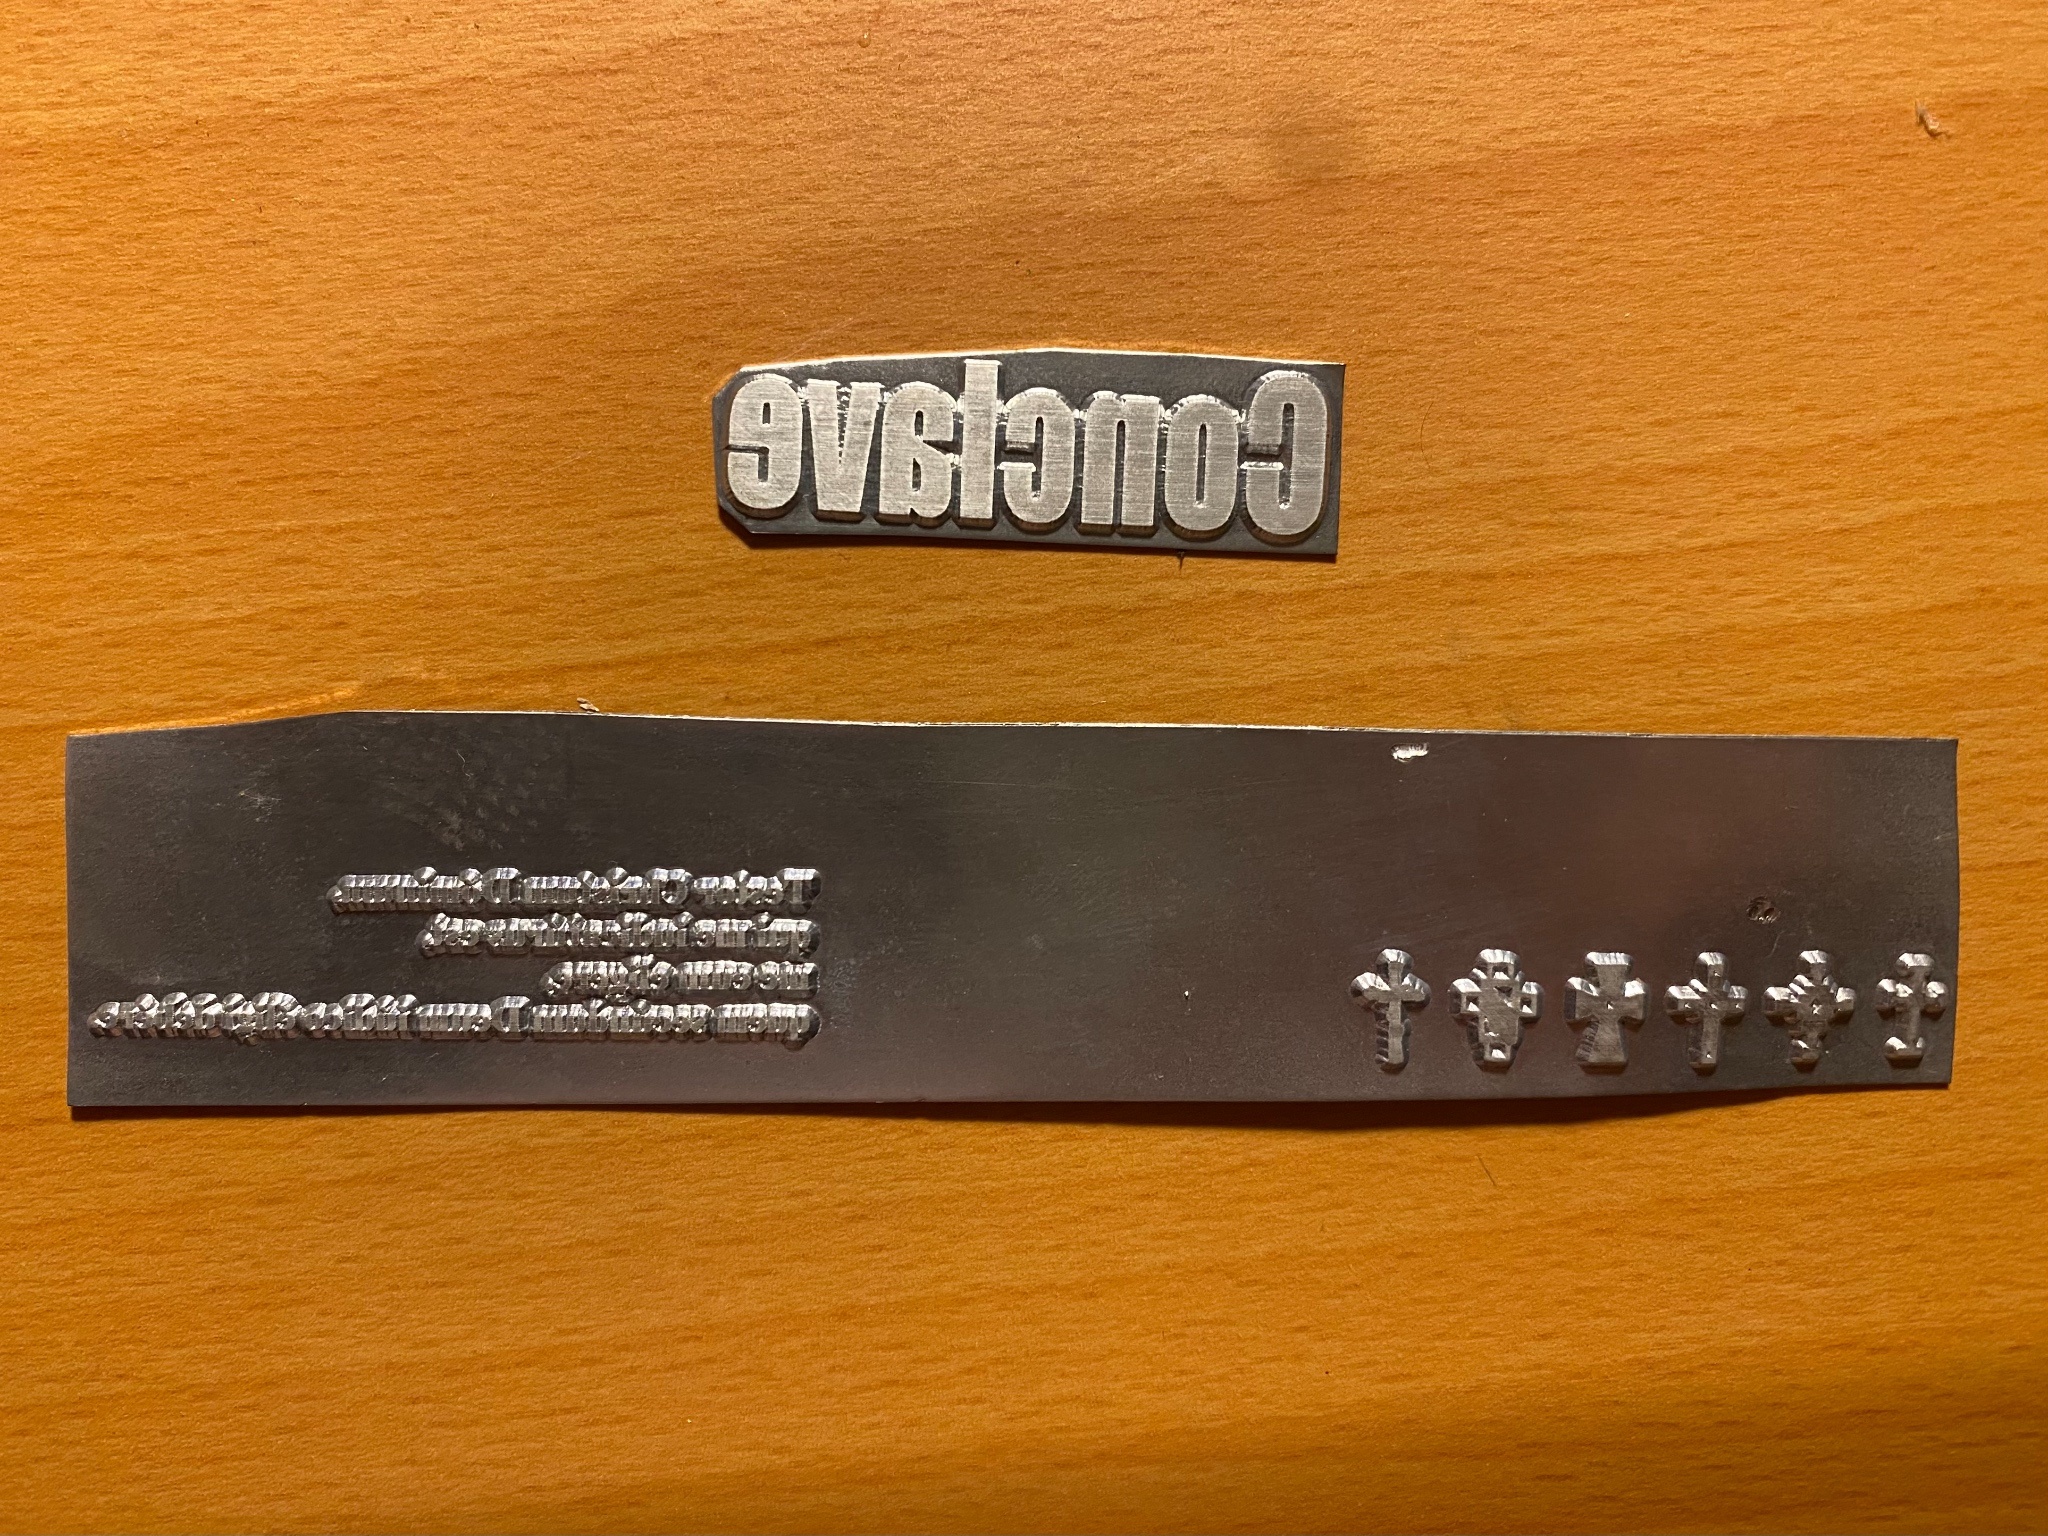 Conclave
Testor Christum Dominum,
qui me iudicaturus est,
me eum eligere,
quem secundum Deum iudico eligi debere.